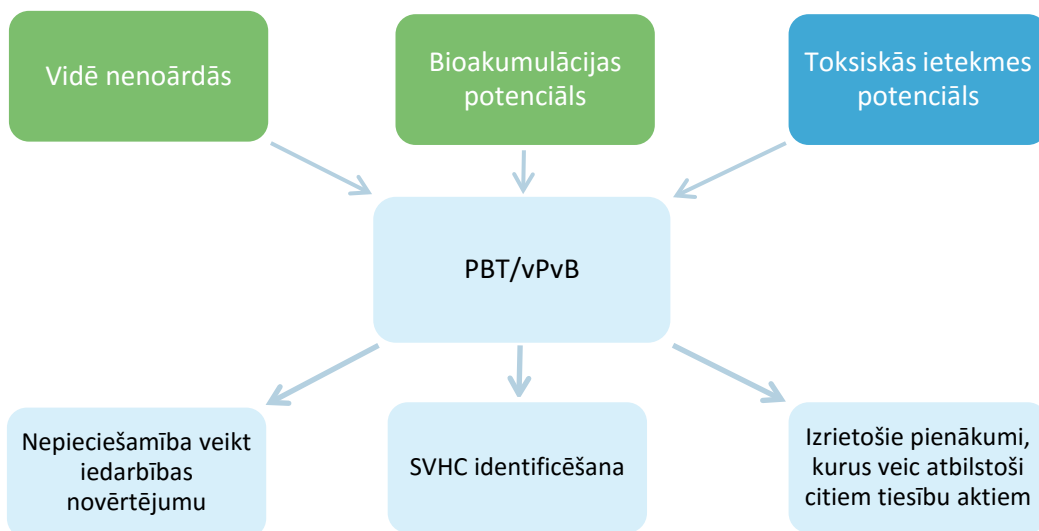 Vidē nenoārdās
Bioakumulācijas
potenciāls
Toksiskās ietekmes
potenciāls
PBT/vPvB
Nepieciešamība veikt
iedarbības
novērtējumu
SVHC identificēšana
Izrietošie pienākumi,
kurus veic atbilstoši
citiem tiesību aktiem